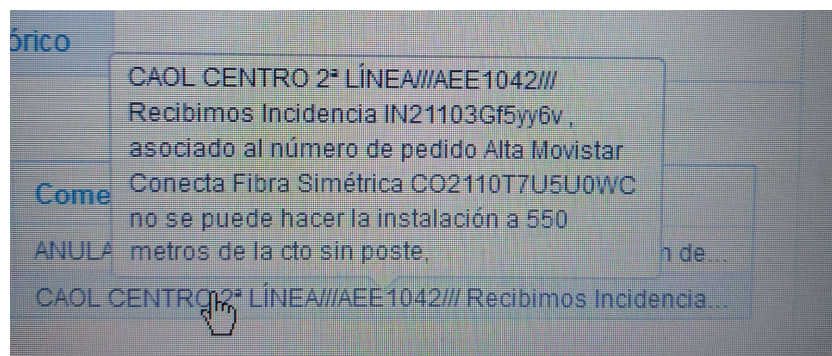 órico
CAOL CENTRO 2ª LÍNEA///AEE1042///
Recibimos Incidencia IN21103Gf5yy6v ,
asociado al número de pedido Alta Movistar
Conecta Fibra Simétrica CO2110T7U5U0WC
no se puede hacer la instalación a 550
metros de la cto sin poste,
Come
ANULA n de...
CAOL CENTRO 2ª LÍNEA///AEE1042/// Recibimos Incidencia...